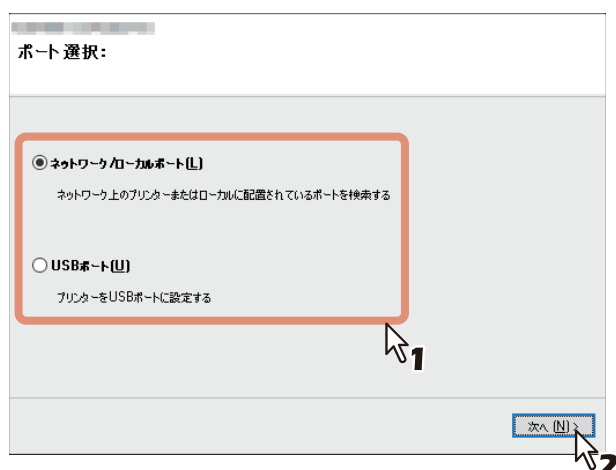 ポート選択:
ネットワーク/ローカルポート(L)
ネットワーク上のプリンターまたはローカルに配置されているポートを検索する
USBポート(U)
プリンターをUSBポートに設定する
1
次へ (N) >
2